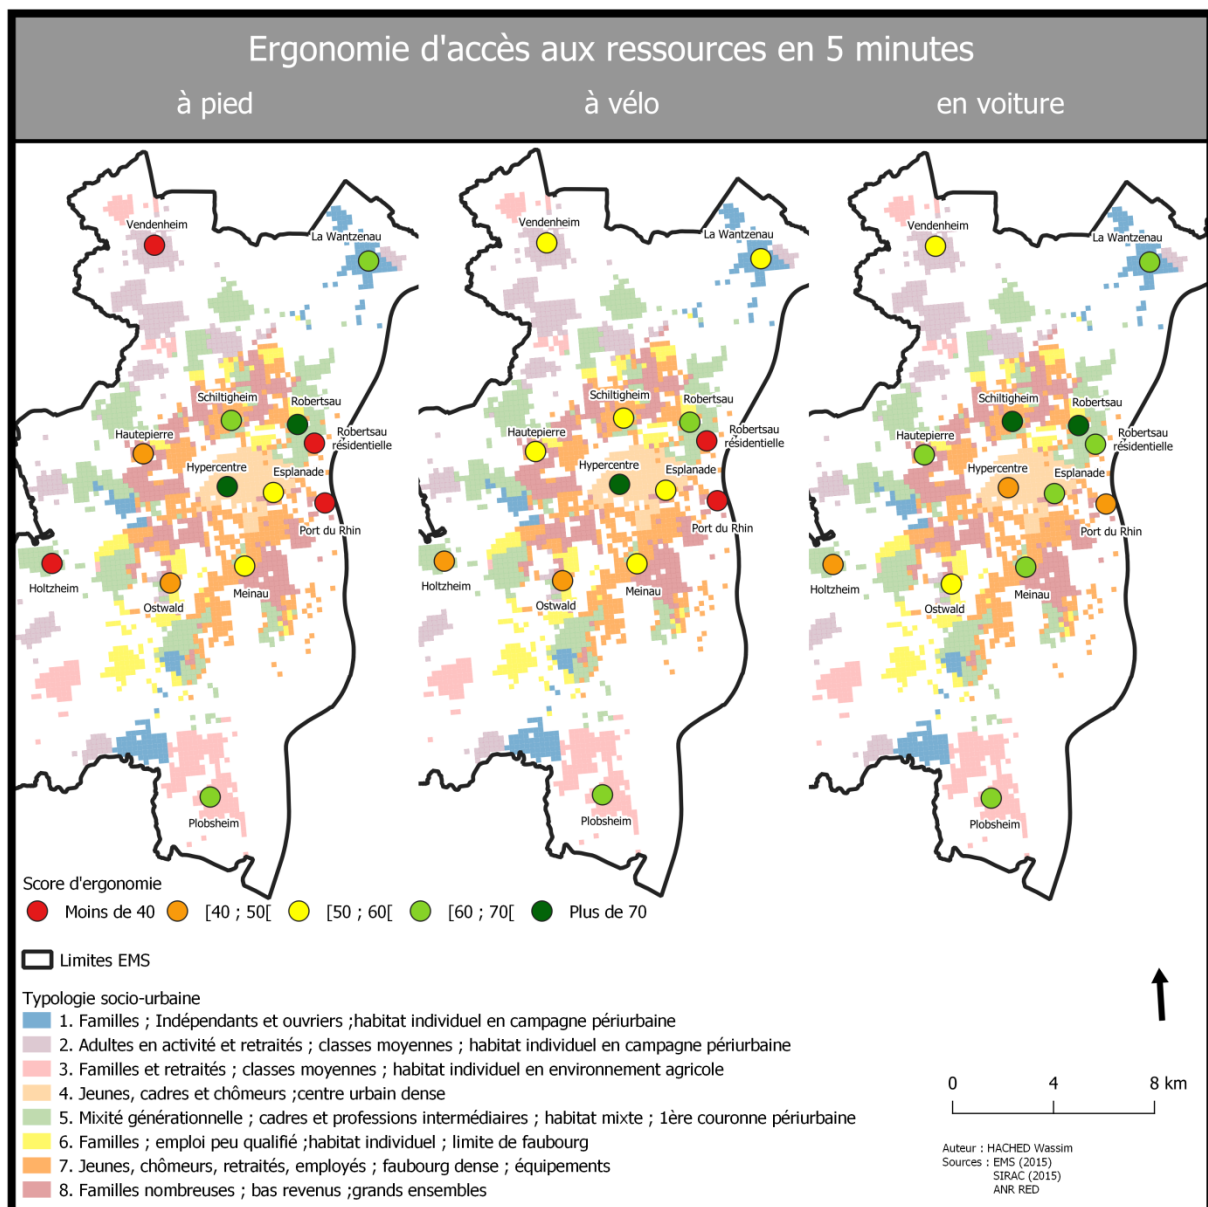 Ergonomie d'accès aux ressources en 5 minutes
à pied
à vélo
en voiture
Vendenheim
La Wantzenau
Schiltigheim
Robertsau
Hautepierre
Robertsau
résidentielle
Hypercentre
Esplanade
Port du Rhin
Holtzheim
Ostwald
Meinau
Plobsheim
Vendenheim
La Wantzenau
Schiltigheim
Robertsau
Hautepierre
Robertsau
résidentielle
Hypercentre
Esplanade
Port du Rhin
Holtzheim
Ostwald
Meinau
Plobsheim
Vendenheim
La Wantzenau
Schiltigheim
Robertsau
Hautepierre
Robertsau
résidentielle
Hypercentre
Esplanade
Port du Rhin
Holtzheim
Ostwald
Meinau
Plobsheim
Score d'ergonomie
Moins de 40 [40 ; 50[ [50 ; 60[ [60 ; 70[ Plus de 70
Limites EMS
Typologie socio-urbaine
1. Familles ; Indépendants et ouvriers ;habitat individuel en campagne périurbaine
2. Adultes en activité et retraités ; classes moyennes ; habitat individuel en campagne périurbaine
3. Familles et retraités ; classes moyennes ; habitat individuel en environnement agricole
4. Jeunes, cadres et chômeurs ;centre urbain dense
5. Mixité générationnelle ; cadres et professions intermédiaires ; habitat mixte ; 1ère couronne périurbaine
6. Familles ; emploi peu qualifié ;habitat individuel ; limite de faubourg
7. Jeunes, chômeurs, retraités, employés ; faubourg dense ; équipements
8. Familles nombreuses ; bas revenus ;grands ensembles
0 4 8 km
Auteur : HACHED Wassim
Sources : EMS (2015)
SIRAC (2015)
ANR RED